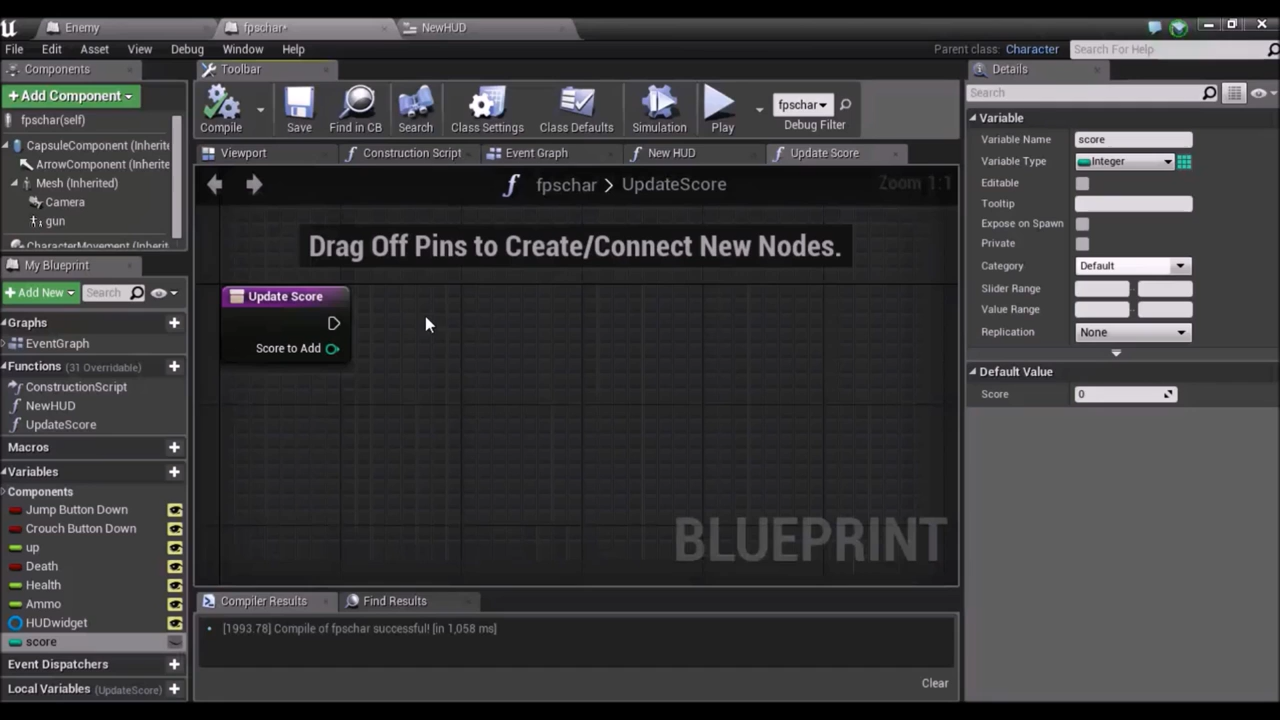 Enemy
fpschar*
NewHUD
File
Edit
Asset
View
Debug
Window
Help
Parent class: Character
Search For Help
Components
Toolbar
Details
+Add Component
fpschar(self)
CapsuleComponent (Inherite
ArrowComponent (Inherited
Mesh (Inherited)
Camera
gun
CharacterMovement (Inherit
My Blueprint
+Add New
Search
Graphs
EventGraph
Functions (31 Overridable)
ConstructionScript
NewHUD
UpdateScore
Macros
Variables
Components
Jump Button Down
Crouch Button Down
up
Death
Health
Ammo
HUDwidget
score
Event Dispatchers
Local Variables (UpdateScore)
Compile
Save
Find in CB
Search
Class Settings
Class Defaults
Simulation
Play
fpschar
Debug Filter
Viewport
Construction Script
Event Graph
New HUD
Update Score
fpschar > UpdateScore
Zoom 1:1
Drag Off Pins to Create/Connect New Nodes.
Update Score
Score to Add
BLUEPRINT
Compiler Results
Find Results
[1993.78] Compile of fpschar successful! [in 1,058 ms]
Clear
Search
Variable
Variable Name
score
Variable Type
Integer
Editable
Tooltip
Expose on Spawn
Private
Category
Default
Slider Range
Value Range
Replication
None
Default Value
Score
0